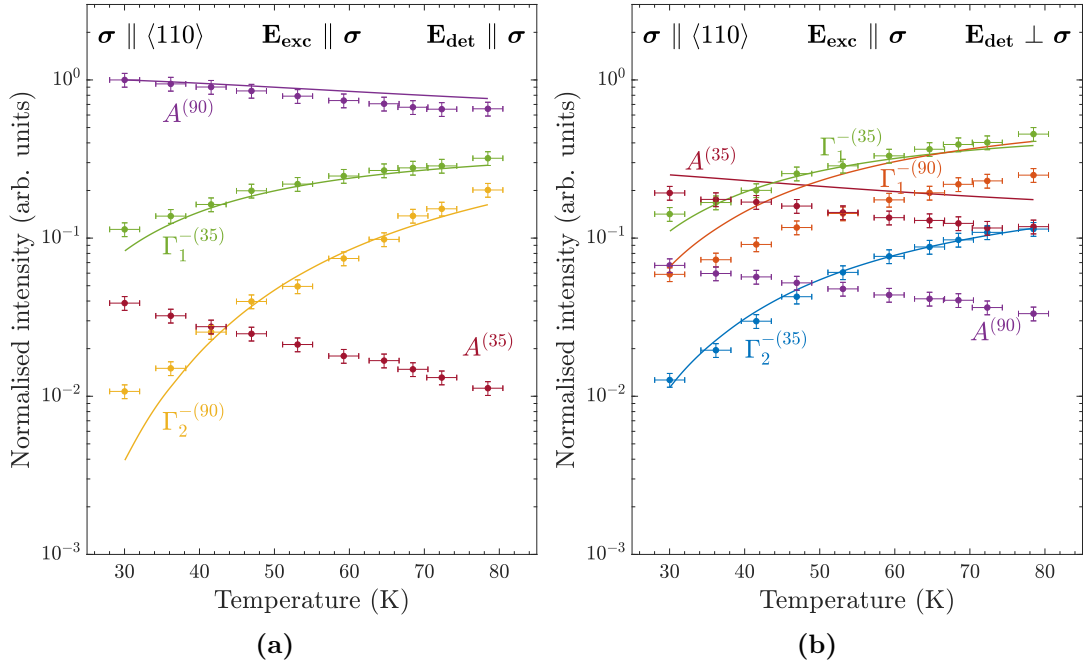 σ ∥ ⟨110⟩ E_exc ∥ σ E_det ∥ σ
10^0
10^-1
10^-2
10^-3
Normalised intensity (arb. units)
A^(90)
Γ_1^-(35)
A^(35)
Γ_2^-(90)
30 40 50 60 70 80
Temperature (K)
(a)
σ ∥ ⟨110⟩ E_exc ∥ σ E_det ⊥ σ
10^0
10^-1
10^-2
10^-3
Normalised intensity (arb. units)
Γ_1^-(35)
A^(35)
Γ_1^-(90)
Γ_2^-(35)
A^(90)
30 40 50 60 70 80
Temperature (K)
(b)